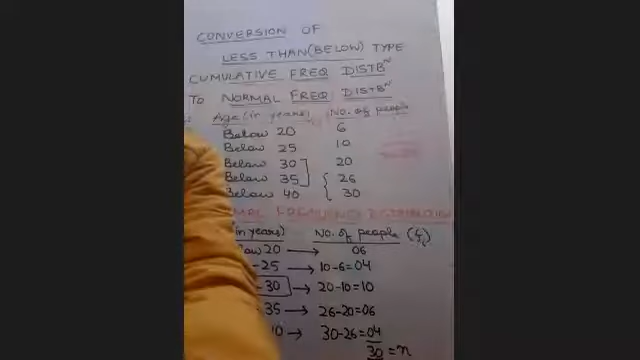 CONVERSION OF
LESS THAN(BELOW) TYPE
CUMULATIVE FREQ DISTBⁿ
TO NORMAL FREQ DISTBⁿ
Age (in years) No. of people
Below 20 6
Below 25 10
Below 30 20
Below 35 26
Below 40 30
FREQUENCY DISTRIBUTION
(in years) No. of people (fi)
20 → 06
-25 → 10-6=04
-30 → 20-10=10
-35 → 26-20=06
→ 30-26=04
30=n